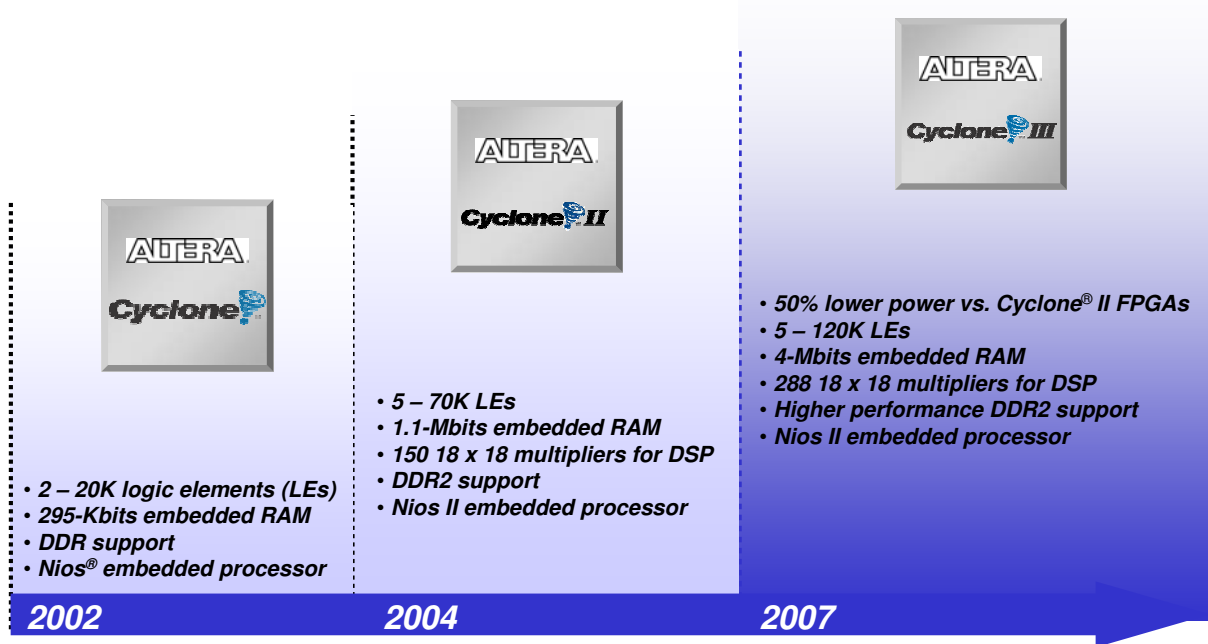 ALTERA
Cyclone
• 2 – 20K logic elements (LEs)
• 295-Kbits embedded RAM
• DDR support
• Nios® embedded processor
2002
ALTERA
Cyclone II
• 5 – 70K LEs
• 1.1-Mbits embedded RAM
• 150 18 x 18 multipliers for DSP
• DDR2 support
• Nios II embedded processor
2004
ALTERA
Cyclone III
• 50% lower power vs. Cyclone® II FPGAs
• 5 – 120K LEs
• 4-Mbits embedded RAM
• 288 18 x 18 multipliers for DSP
• Higher performance DDR2 support
• Nios II embedded processor
2007